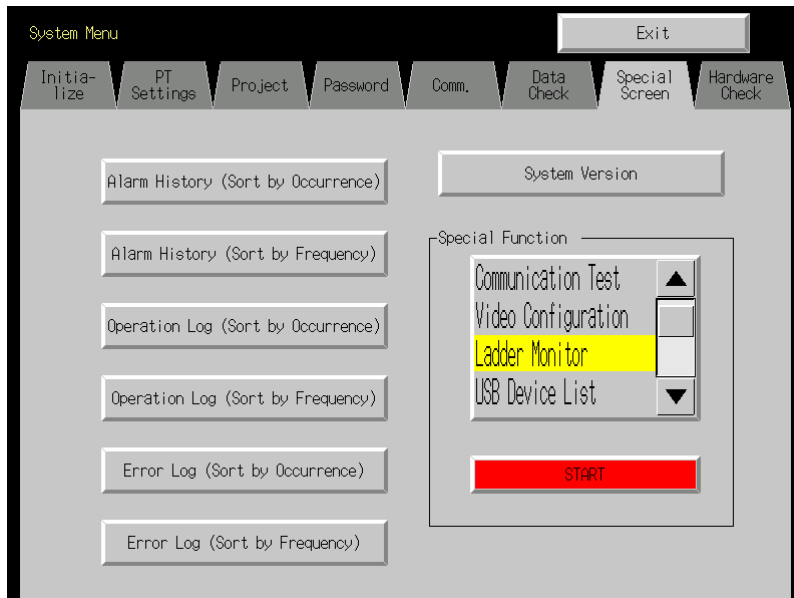 System Menu
Exit
Initia-
lize
PT
Settings
Project
Password
Comm.
Data
Check
Special
Screen
Hardware
Check
Alarm History (Sort by Occurrence)
Alarm History (Sort by Frequency)
Operation Log (Sort by Occurrence)
Operation Log (Sort by Frequency)
Error Log (Sort by Occurrence)
Error Log (Sort by Frequency)
System Version
Special Function
Communication Test
Video Configuration
Ladder Monitor
USB Device List
START